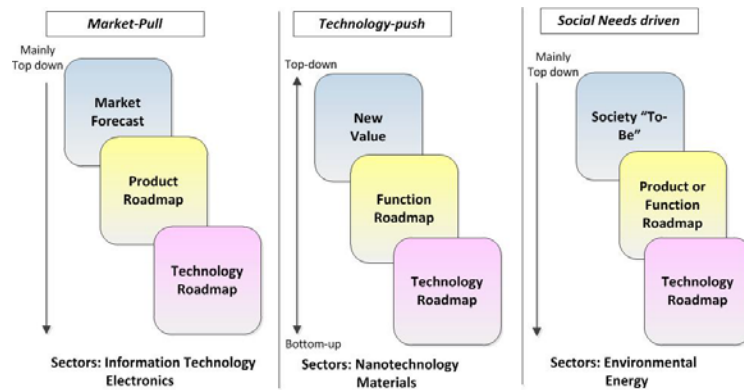 Market-Pull
Mainly
Top down
Market
Forecast
Product
Roadmap
Technology
Roadmap
Sectors: Information Technology
Electronics
Technology-push
Top-down
New
Value
Function
Roadmap
Technology
Roadmap
Bottom-up
Sectors: Nanotechnology
Materials
Social Needs driven
Mainly
Top down
Society “To-
Be”
Product or
Function
Roadmap
Technology
Roadmap
Sectors: Environmental
Energy